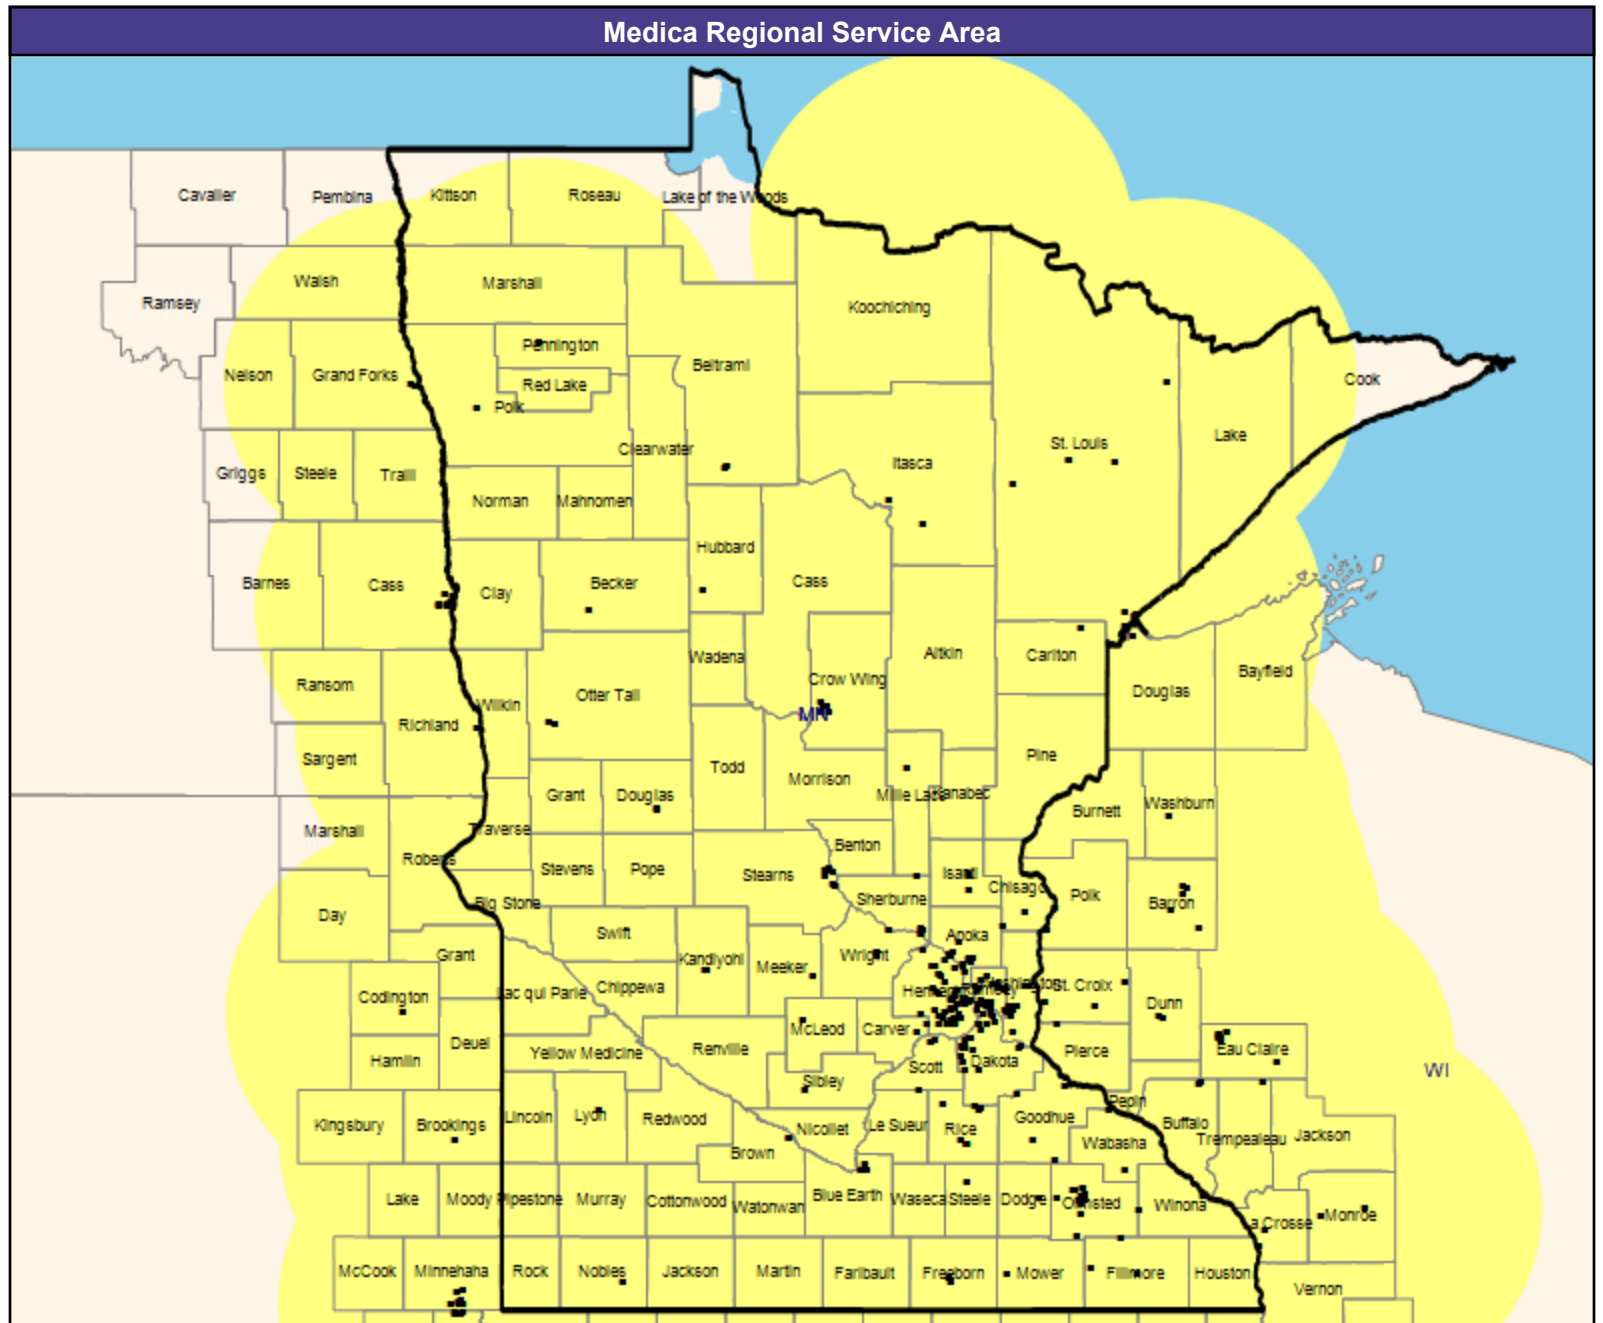 Medica Regional Service Area
Cavalier
Pembina
Kittson
Roseau
Lake of the Woods
Ramsey
Walsh
Marshall
Koochiching
Nelson
Grand Forks
Pennington
Red Lake
Polk
Beltrami
Cook
Clearwater
Itasca
St. Louis
Lake
Griggs
Steele
Traill
Norman
Mahnomen
Hubbard
Cass
Barnes
Cass
Clay
Becker
Wadena
Crow Wing
Aitkin
Carlton
Douglas
Bayfield
Ransom
Richland
Wilkin
Otter Tail
MN
Sargent
Todd
Morrison
Mille Lacs
Kanabec
Pine
Burnett
Washburn
Grant
Douglas
Marshall
Roberts
Traverse
Stevens
Pope
Stearns
Benton
Sherburne
Isanti
Chisago
Polk
Barron
Day
Big Stone
Swift
Kandiyohi
Meeker
Wright
Anoka
Grant
Codington
Lac qui Parle
Chippewa
Hennepin
Ramsey
Washington
St. Croix
Dunn
Deuel
Hamlin
Yellow Medicine
Renville
McLeod
Carver
Scott
Dakota
Pierce
Eau Claire
WI
Sibley
Kingsbury
Brookings
Lincoln
Lyon
Redwood
Brown
Nicollet
Le Sueur
Rice
Goodhue
Wabasha
Pepin
Buffalo
Trempealeau
Jackson
Lake
Moody
Pipestone
Murray
Cottonwood
Watonwan
Blue Earth
Waseca
Steele
Dodge
Olmsted
Winona
La Crosse
Monroe
McCook
Minnehaha
Rock
Nobles
Jackson
Martin
Faribault
Freeborn
Mower
Fillmore
Houston
Vernon